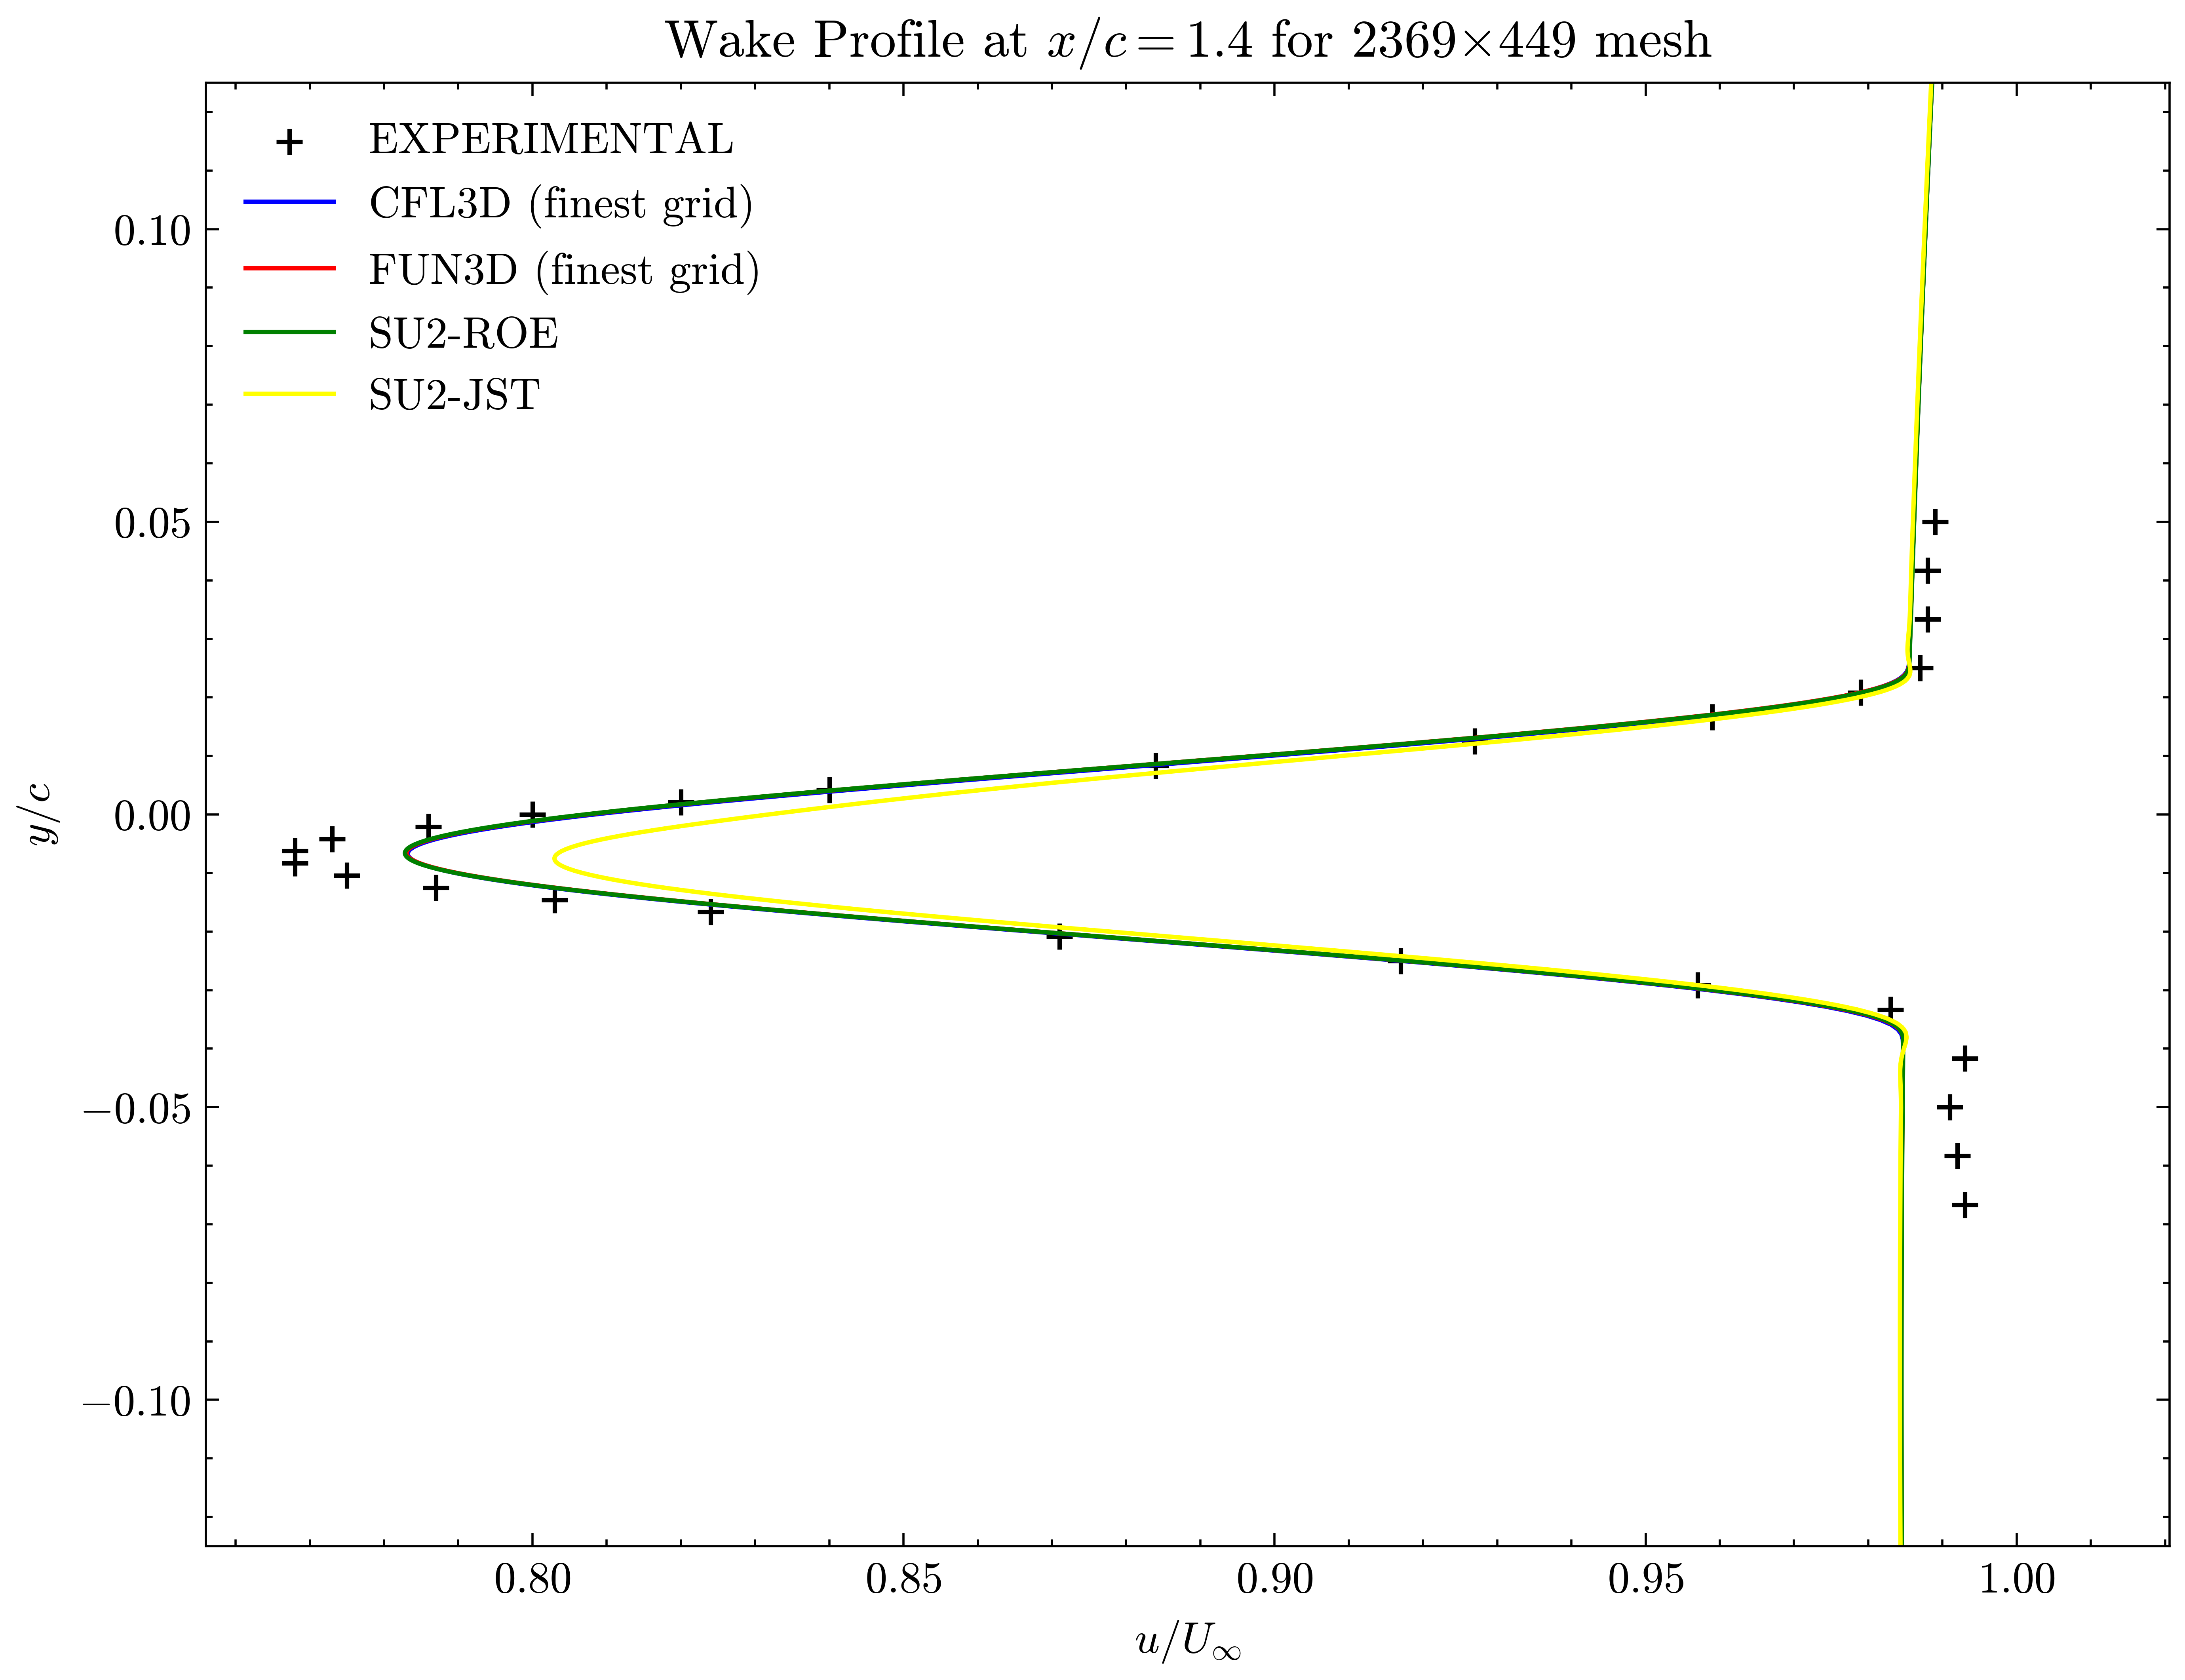 Wake Profile at x/c = 1.4 for 2369×449 mesh
EXPERIMENTAL
CFL3D (finest grid)
FUN3D (finest grid)
SU2-ROE
SU2-JST
0.10
0.05
0.00
−0.05
−0.10
y/c
0.80 0.85 0.90 0.95 1.00
u/U∞